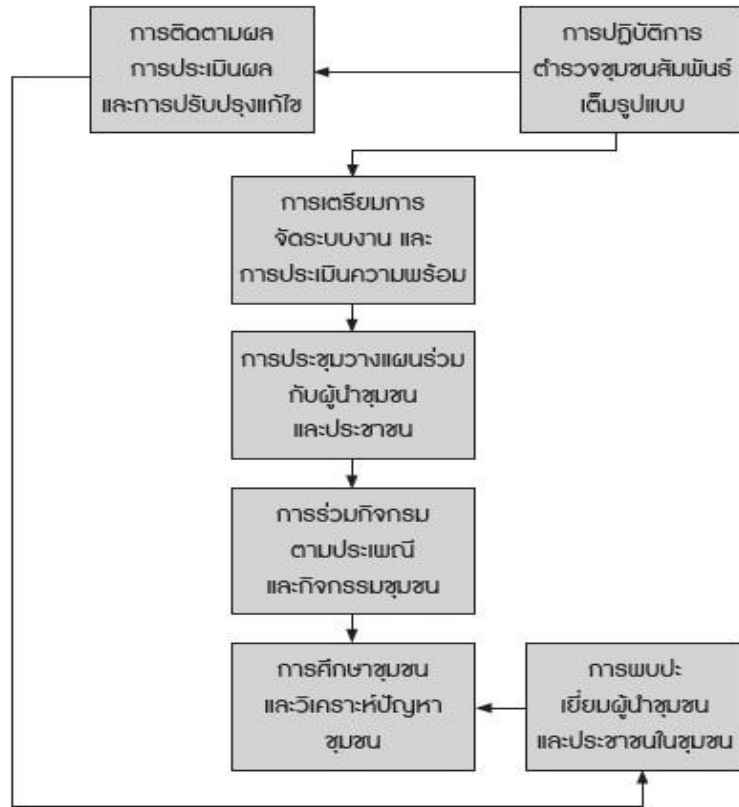 การติดตามผล
การประเมินผล
และการปรับปรุงแก้ไข
การปฏิบัติการ
ตำรวจชุมชนสัมพันธ์
เต็มรูปแบบ
การเตรียมการ
จัดระบบงาน และ
การประเมินความพร้อม
การประชุมวางแผนร่วม
กับผู้นำชุมชน
และประชาชน
การร่วมกิจกรม
ตามประเพณี
และกิจกรรมชุมชน
การศึกษาชุมชน
และวิเคราะห์ปัญหา
ชุมชน
การพบปะ
เยี่ยมผู้นำชุมชน
และประชาชนในชุมชน